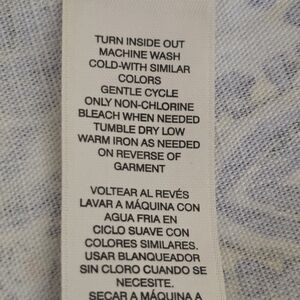 TURN INSIDE OUT
MACHINE WASH
COLD-WITH SIMILAR
COLORS
GENTLE CYCLE
ONLY NON-CHLORINE
BLEACH WHEN NEEDED
TUMBLE DRY LOW
WARM IRON AS NEEDED
ON REVERSE OF
GARMENT
VOLTEAR AL REVÉS
LAVAR A MÁQUINA CON
AGUA FRIA EN
CICLO SUAVE CON
COLORES SIMILARES.
USAR BLANQUEADOR
SIN CLORO CUANDO SE
NECESITE.
SECAR A MÁQUINA A